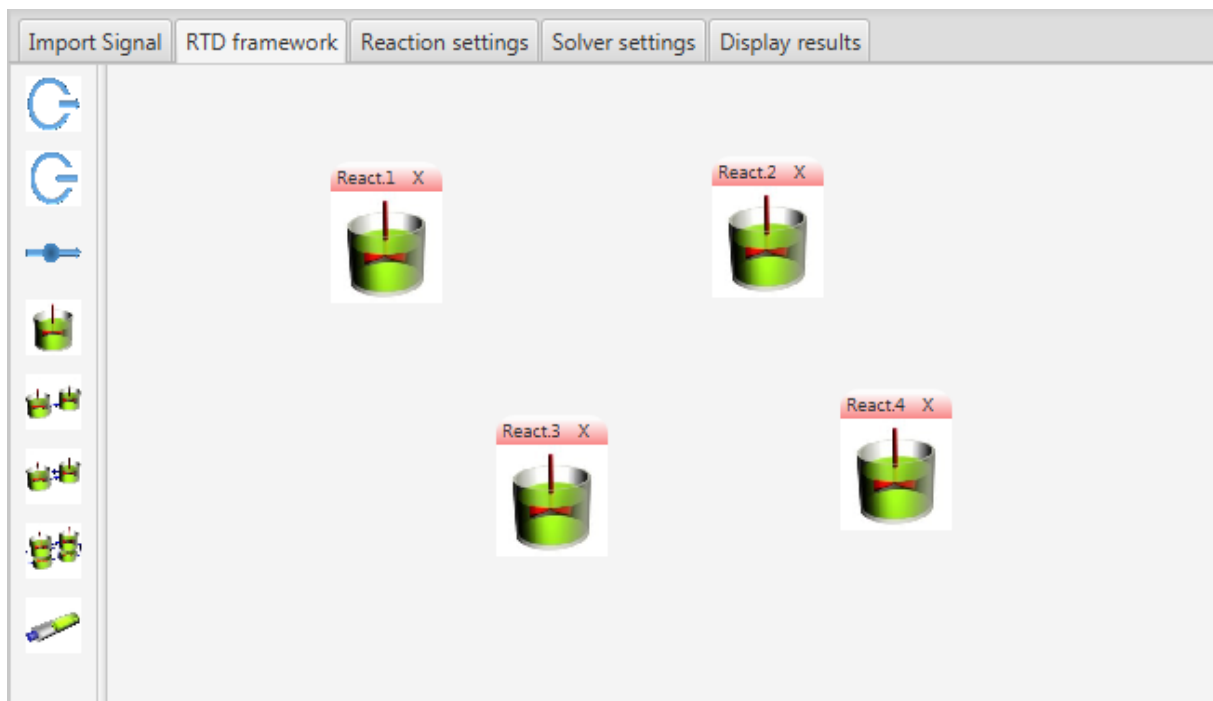 Import Signal RTD framework Reaction settings Solver settings Display results
React.1 X
React.2 X
React.3 X
React.4 X